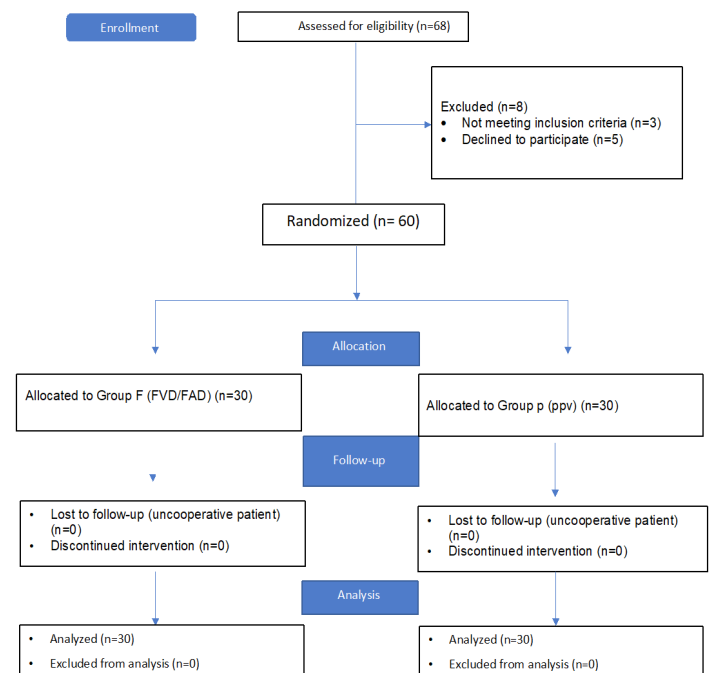 Enrollment
Assessed for eligibility (n=68)
Excluded (n=8)
• Not meeting inclusion criteria (n=3)
• Declined to participate (n=5)
Randomized (n= 60)
Allocation
Allocated to Group F (FVD/FAD) (n=30)
Allocated to Group p (ppv) (n=30)
Follow-up
• Lost to follow-up (uncooperative patient)
(n=0)
• Discontinued intervention (n=0)
• Lost to follow-up (uncooperative patient)
(n=0)
• Discontinued intervention (n=0)
Analysis
• Analyzed (n=30)
• Excluded from analysis (n=0)
• Analyzed (n=30)
• Excluded from analysis (n=0)